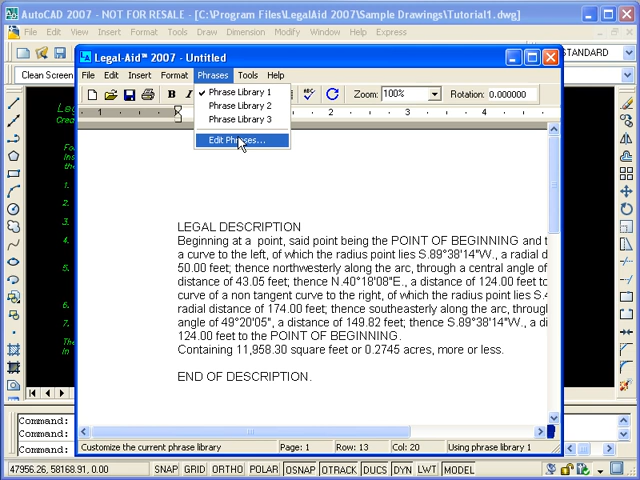 AutoCAD 2007 - NOT FOR RESALE - [C:\Program Files\LegalAid 2007\Sample Drawings\Tutorial1.dwg]
File Edit View Insert Format Tools Draw Dimension Modify Window Help Express
STANDARD
Clean Screen
Legal-Aid™ 2007 - Untitled
File Edit Insert Format Phrases Tools Help
B Zoom: 100% Rotation: 0.000000
Phrase Library 1
Phrase Library 2
Phrase Library 3
Edit Phrases...
LEGAL DESCRIPTION
Beginning at a point, said point being the POINT OF BEGINNING and t
a curve to the left, of which the radius point lies S.89°38'14"W., a radial d
50.00 feet; thence northwesterly along the arc, through a central angle of
distance of 43.05 feet; thence N.40°18'08"E., a distance of 124.00 feet to
curve of a non tangent curve to the right, of which the radius point lies S.4
radial distance of 174.00 feet; thence southeasterly along the arc, through
angle of 49°20'05", a distance of 149.82 feet; thence S.89°38'14"W., a di
124.00 feet to the POINT OF BEGINNING.
Containing 11,958.30 square feet or 0.2745 acres, more or less.
END OF DESCRIPTION.
Customize the current phrase library Page: 1 Row: 13 Col: 20 Using phrase library 1
Command:
Command:
Command:
47956.26, 58168.91, 0.00 SNAP GRID ORTHO POLAR OSNAP OTRACK DUCS DYN LWT MODEL